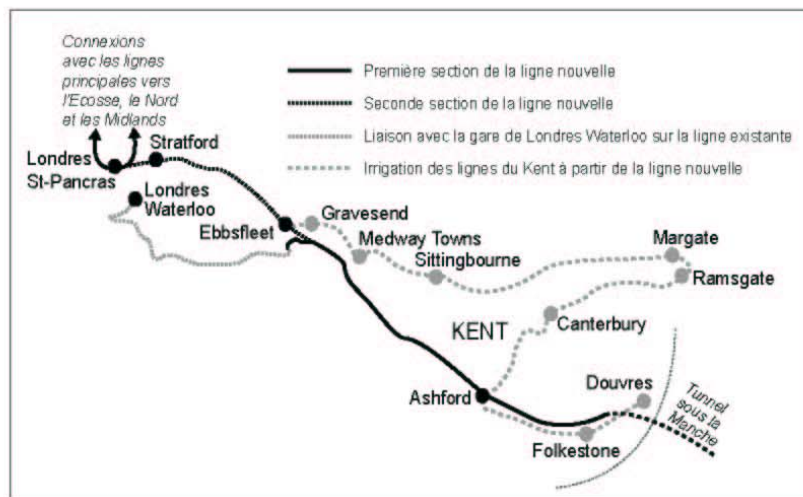 Connexions
avec les lignes
principales vers
l'Ecosse, le Nord
et les Midlands
Première section de la ligne nouvelle
Seconde section de la ligne nouvelle
Liaison avec la gare de Londres Waterloo sur la ligne existante
Irrigation des lignes du Kent à partir de la ligne nouvelle
Stratford
Londres
St-Pancras
Londres
Waterloo
Ebbsfleet
Gravesend
Medway Towns
Sittingbourne
Margate
Ramsgate
KENT
Canterbury
Ashford
Douvres
Folkestone
Tunnel
sous la
Manche